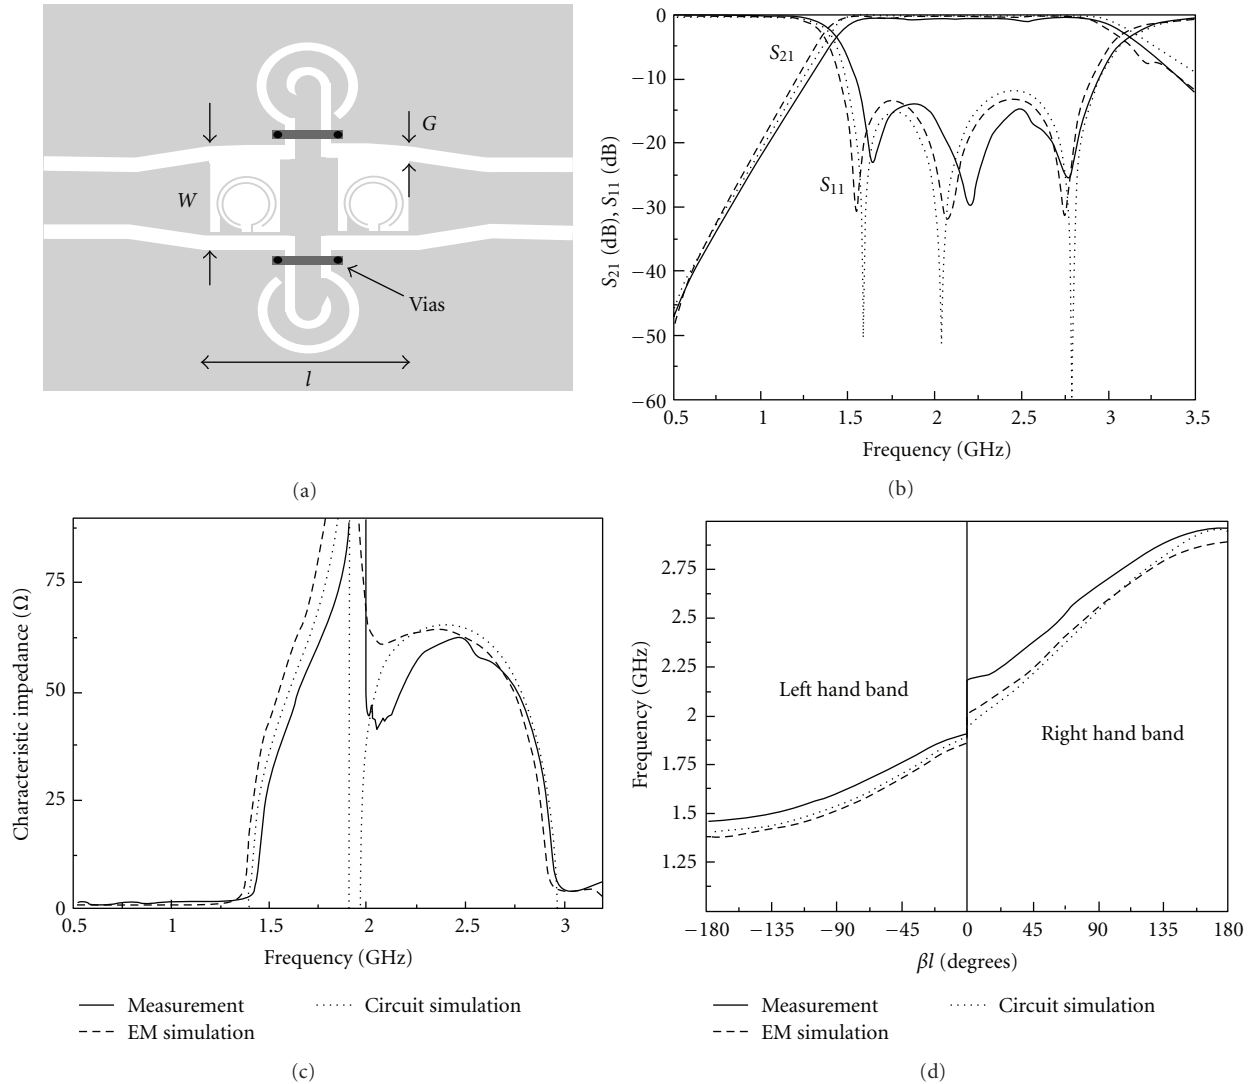 G
W
Vias
l
(a)
0
−10
−20
−30
−40
−50
−60
S21
S11
S21 (dB), S11 (dB)
0.5 1 1.5 2 2.5 3 3.5
Frequency (GHz)
(b)
75
50
25
0
Characteristic impedance (Ω)
0.5 1 1.5 2 2.5 3
Frequency (GHz)
Measurement
Circuit simulation
EM simulation
(c)
2.75
2.5
2.25
2
1.75
1.5
1.25
Frequency (GHz)
Left hand band
Right hand band
−180 −135 −90 −45 0 45 90 135 180
βl (degrees)
Measurement
Circuit simulation
EM simulation
(d)